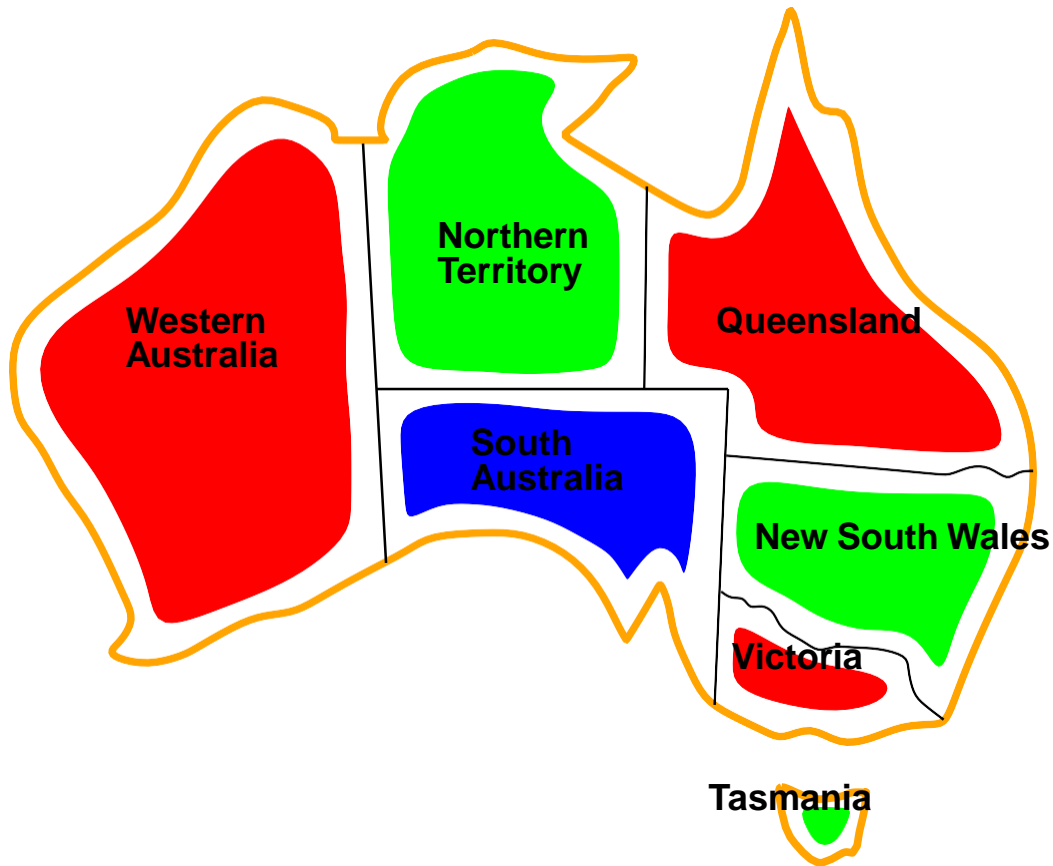 Northern
Territory
Western
Australia
Queensland
South
Australia
New South Wales
Victoria
Tasmania